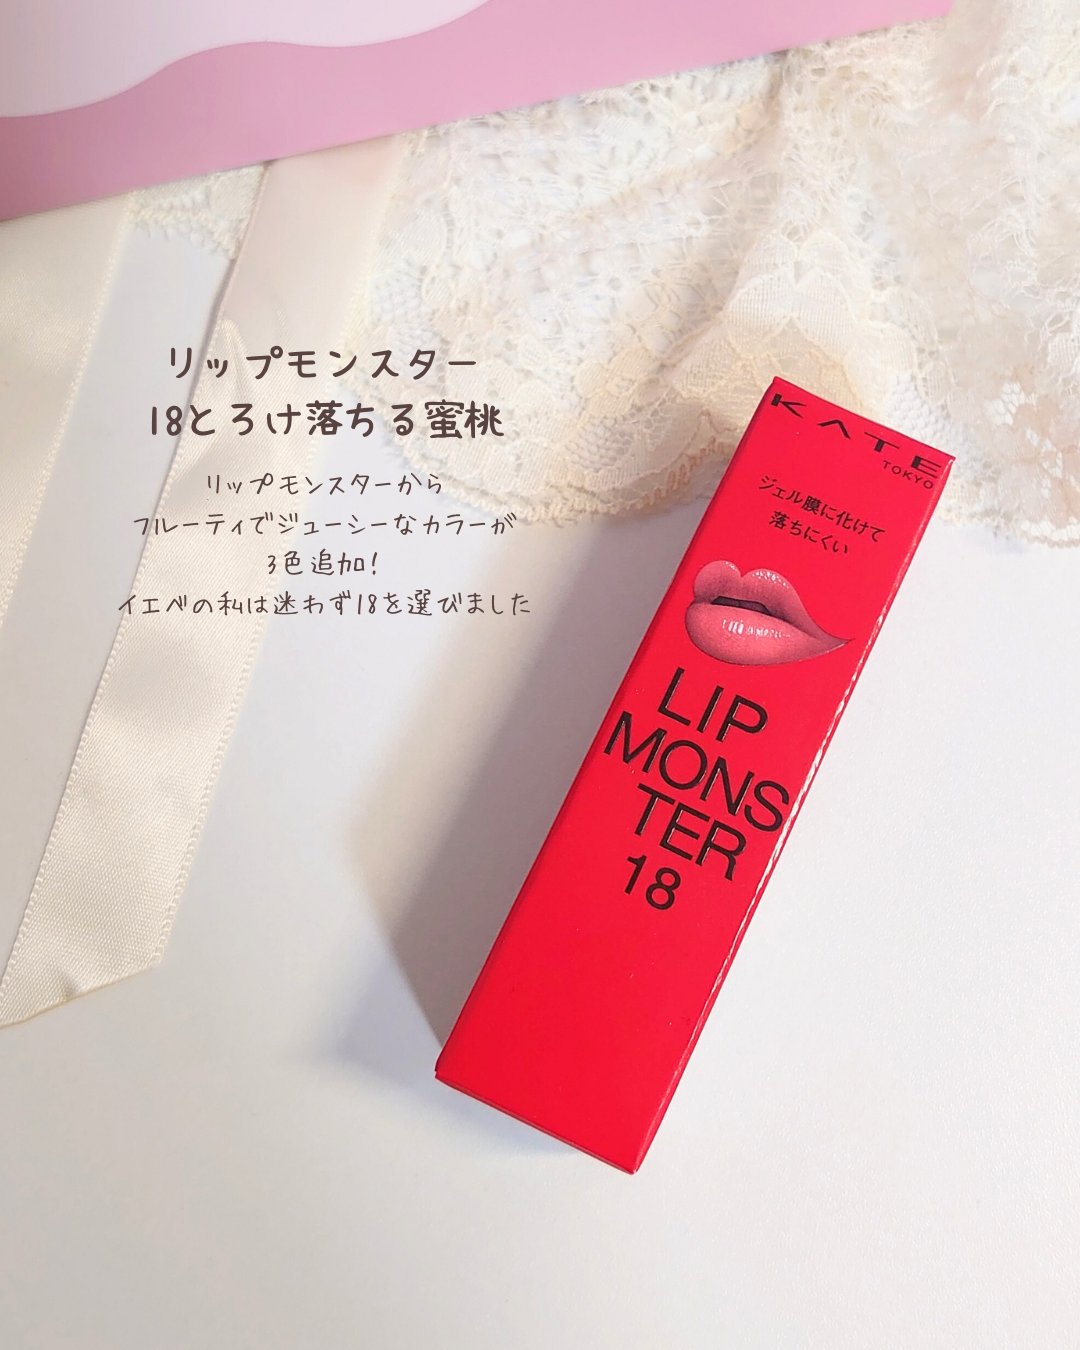 リップモンスター
18とろけ落ちる蜜桃
リップモンスターから
フルーティでジューシーなカラーが
3色追加!
イエベの私は迷わず18を選びました
KATE
TOKYO
ジェル膜に化けて
落ちにくい
LIP
MONS
TER
18